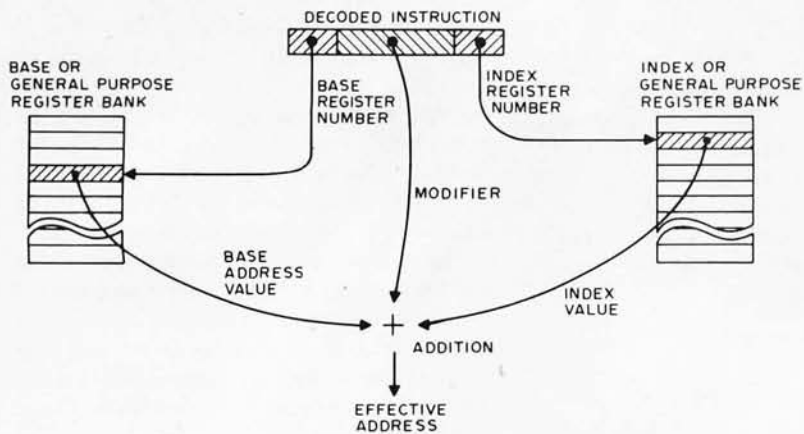 DECODED INSTRUCTION
BASE OR
GENERAL PURPOSE
REGISTER BANK
BASE
REGISTER
NUMBER
INDEX
REGISTER
NUMBER
INDEX OR
GENERAL PURPOSE
REGISTER BANK
MODIFIER
BASE
ADDRESS
VALUE
INDEX
VALUE
+
ADDITION
EFFECTIVE
ADDRESS